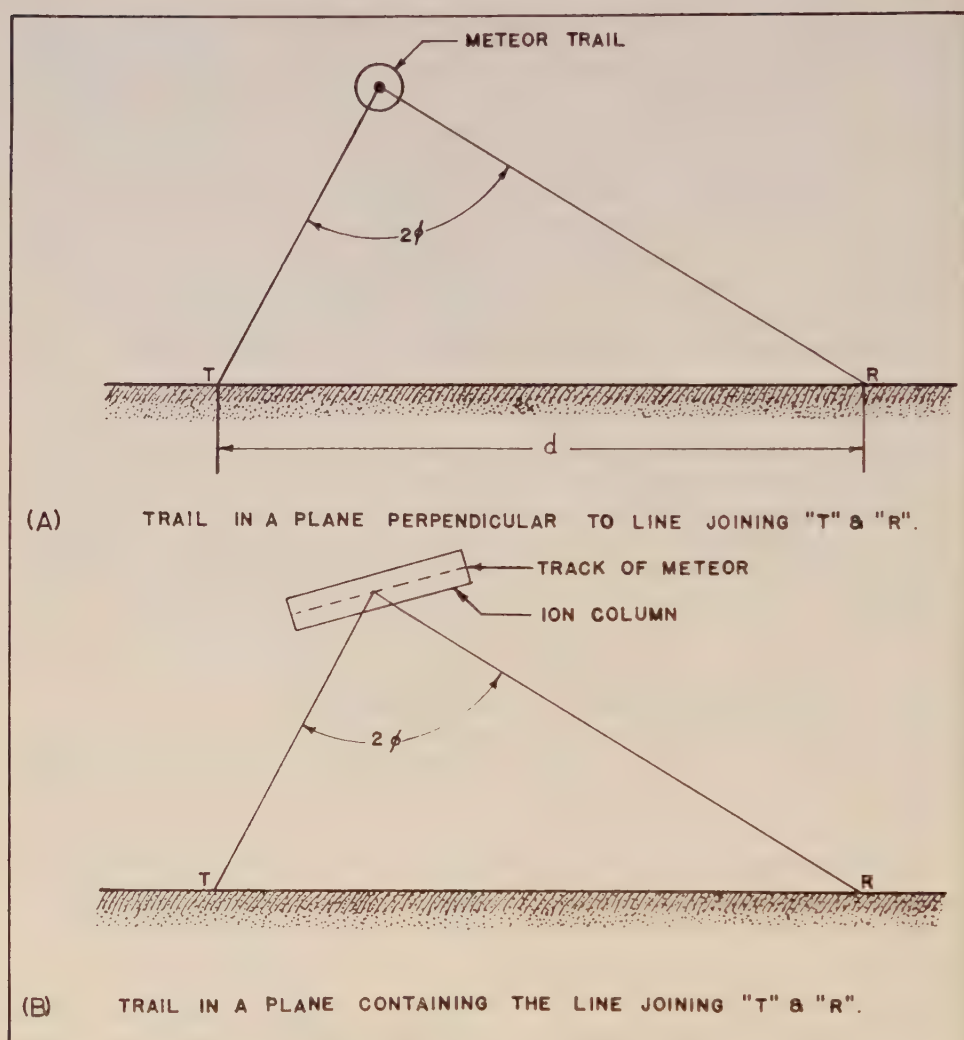 METEOR TRAIL
2φ
T
R
d
(A) TRAIL IN A PLANE PERPENDICULAR TO LINE JOINING "T" & "R".
TRACK OF METEOR
ION COLUMN
2φ
T
R
(B) TRAIL IN A PLANE CONTAINING THE LINE JOINING "T" & "R".